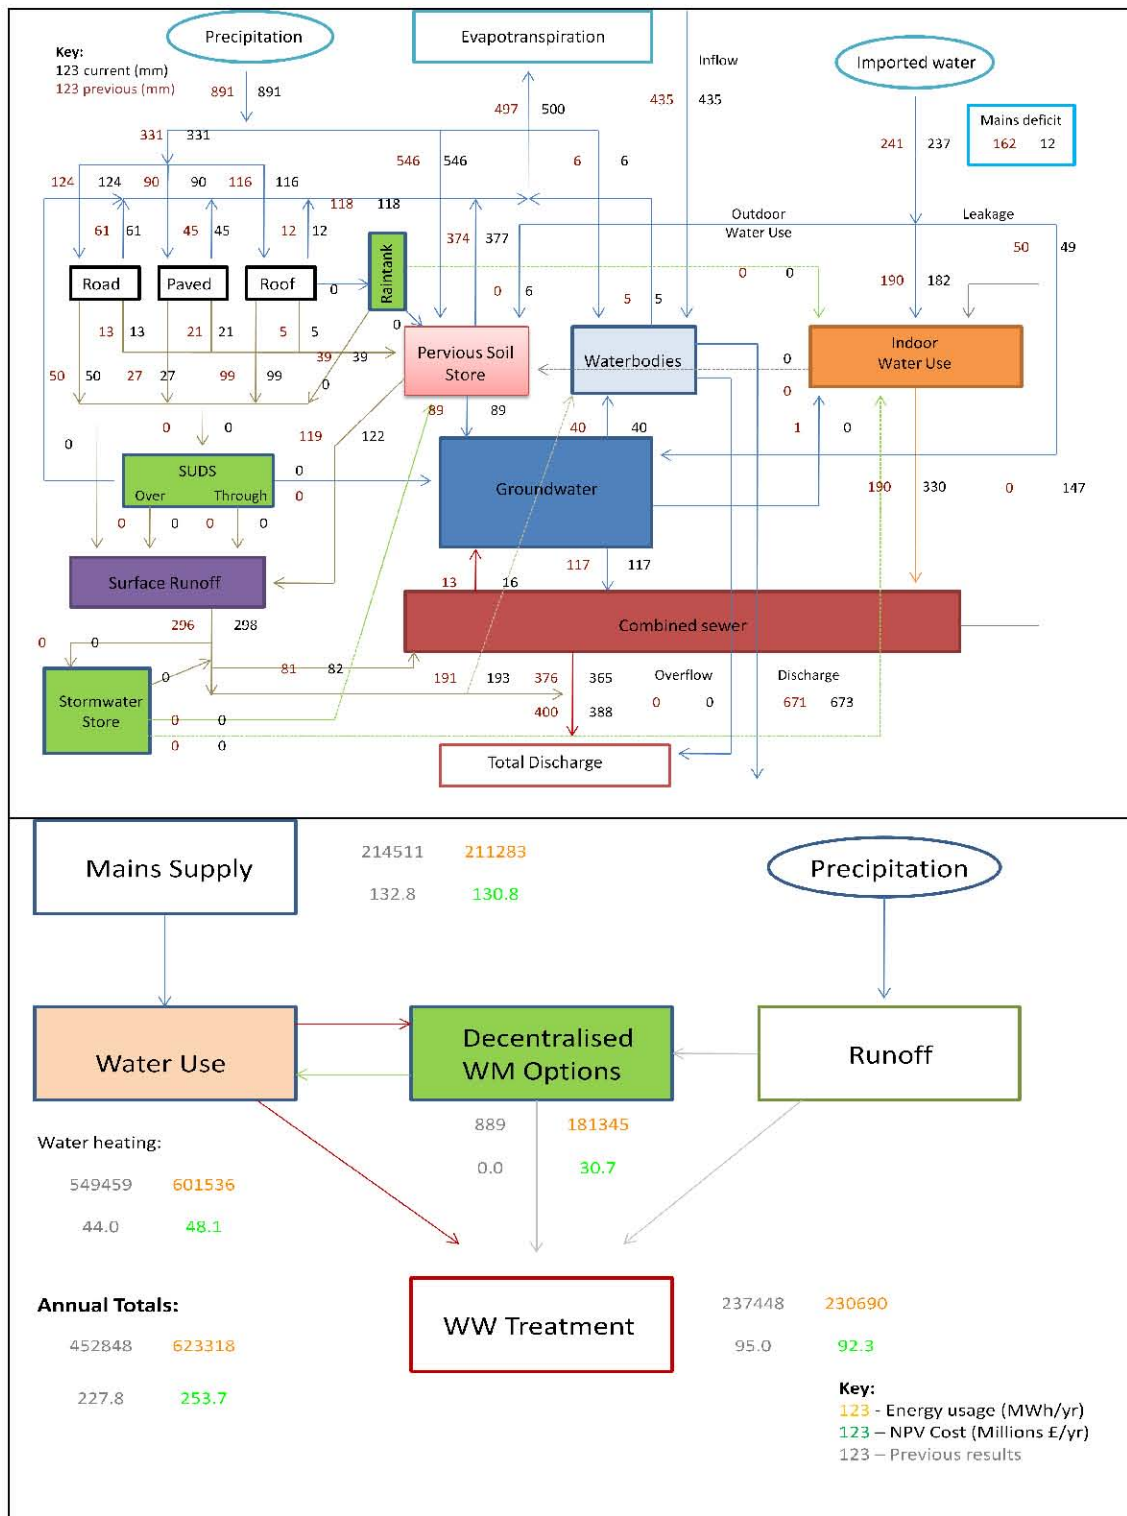 Precipitation
Evapotranspiration
Imported water
Key:
123 current (mm)
123 previous (mm)
Inflow
891 891
497 500
435 435
Mains deficit
162 12
241 237
331 331
546 546
6 6
124 124 90 90 116 116
118 118
Outdoor
Water Use
Leakage
61 61 45 45 12 12
374 377
50 49
Road
Paved
Roof
Raintank
0
0 6
5 5
0 0
190 182
13 13 21 21 5 5
39 39
0
Pervious Soil
Store
Waterbodies
Indoor
Water Use
0
0
50 50 27 27 99 99
0
89 89
40 40
1 0
0
0 0
119 122
SUDS
Over Through
0
0
Groundwater
190 330
0 147
0 0 0 0
Surface Runoff
13 16
117 117
Combined sewer
296 298
0 0
81 82
191 193
376 365
400 388
Overflow
0 0
Discharge
671 673
Stormwater
Store
0
0 0
0 0
Total Discharge
Mains Supply
214511 211283
132.8 130.8
Precipitation
Water Use
Decentralised
WM Options
Runoff
889 181345
0.0 30.7
Water heating:
549459 601536
44.0 48.1
Annual Totals:
452848 623318
227.8 253.7
WW Treatment
237448 230690
95.0 92.3
Key:
123 - Energy usage (MWh/yr)
123 – NPV Cost (Millions £/yr)
123 – Previous results